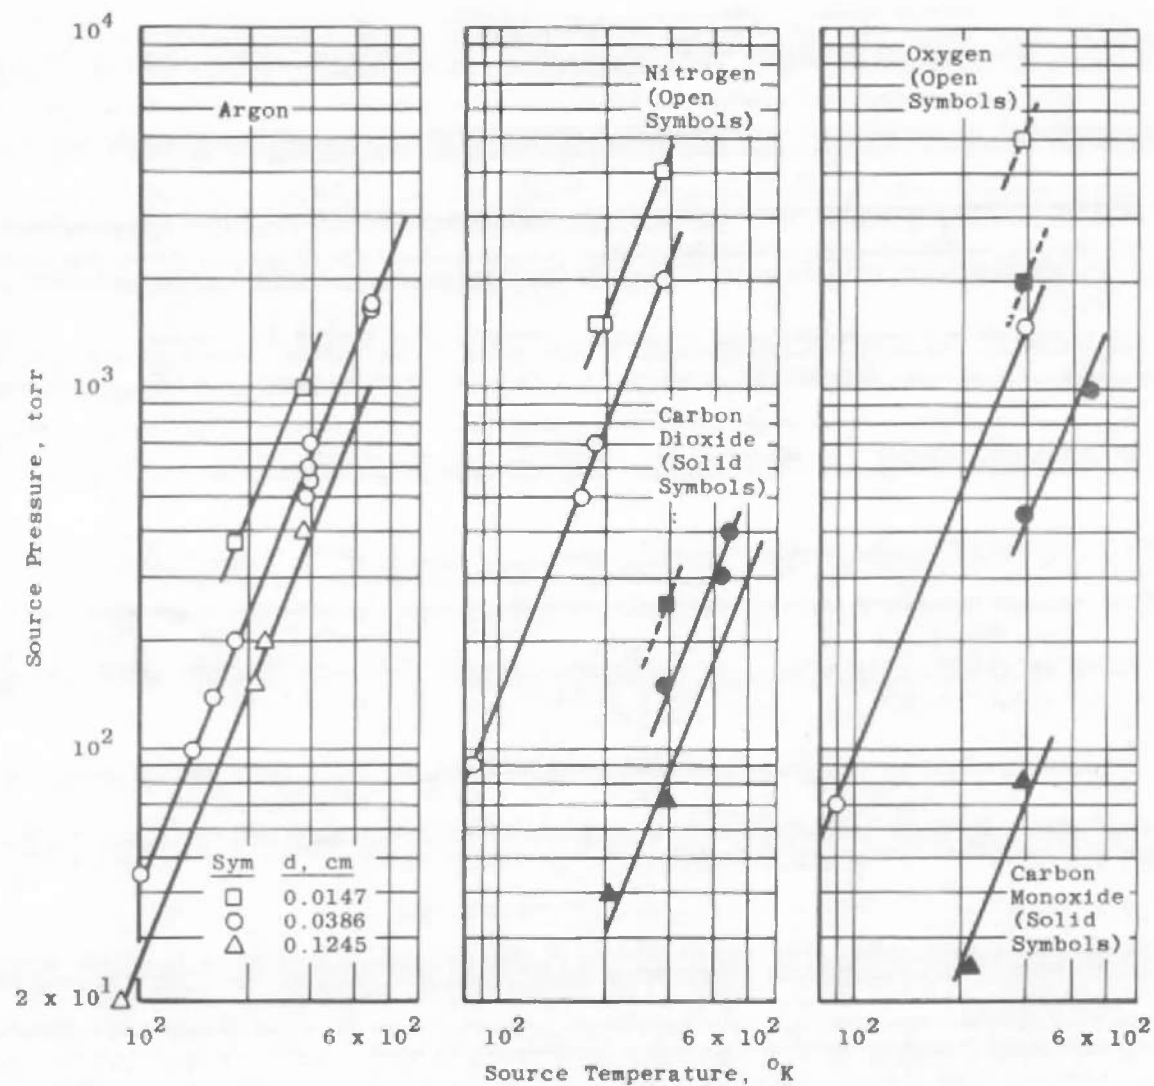 10^4
Argon
Nitrogen
(Open
Symbols)
Oxygen
(Open
Symbols)
10^3
Source Pressure, torr
Carbon
Dioxide
(Solid
Symbols)
10^2
Sym d, cm
0.0147
0.0386
0.1245
Carbon
Monoxide
(Solid
Symbols)
2 x 10^1
10^2 6 x 10^2 10^2 6 x 10^2 10^2 6 x 10^2
Source Temperature, °K